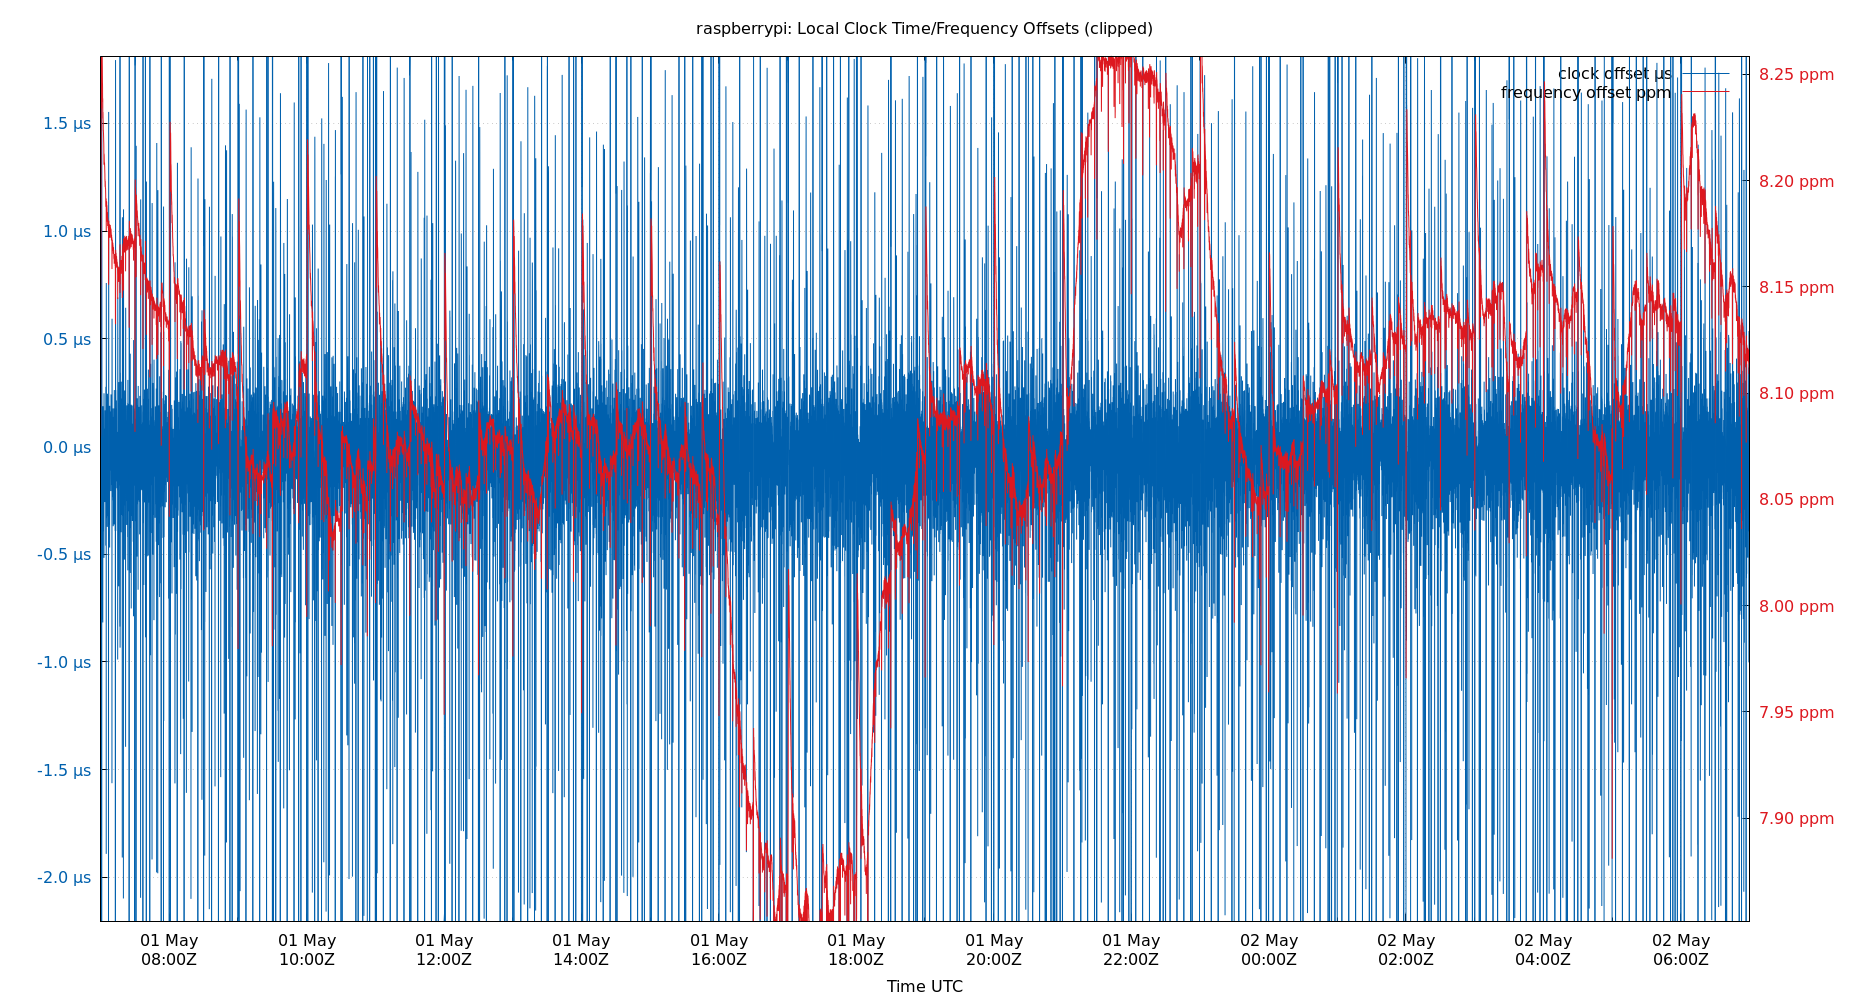 raspberrypi: Local Clock Time/Frequency Offsets (clipped)
clock offset µs
frequency offset ppm
1.5 µs
1.0 µs
0.5 µs
0.0 µs
-0.5 µs
-1.0 µs
-1.5 µs
-2.0 µs
8.25 ppm
8.20 ppm
8.15 ppm
8.10 ppm
8.05 ppm
8.00 ppm
7.95 ppm
7.90 ppm
01 May 01 May 01 May 01 May 01 May 01 May 01 May 01 May 02 May 02 May 02 May 02 May
08:00Z 10:00Z 12:00Z 14:00Z 16:00Z 18:00Z 20:00Z 22:00Z 00:00Z 02:00Z 04:00Z 06:00Z
Time UTC